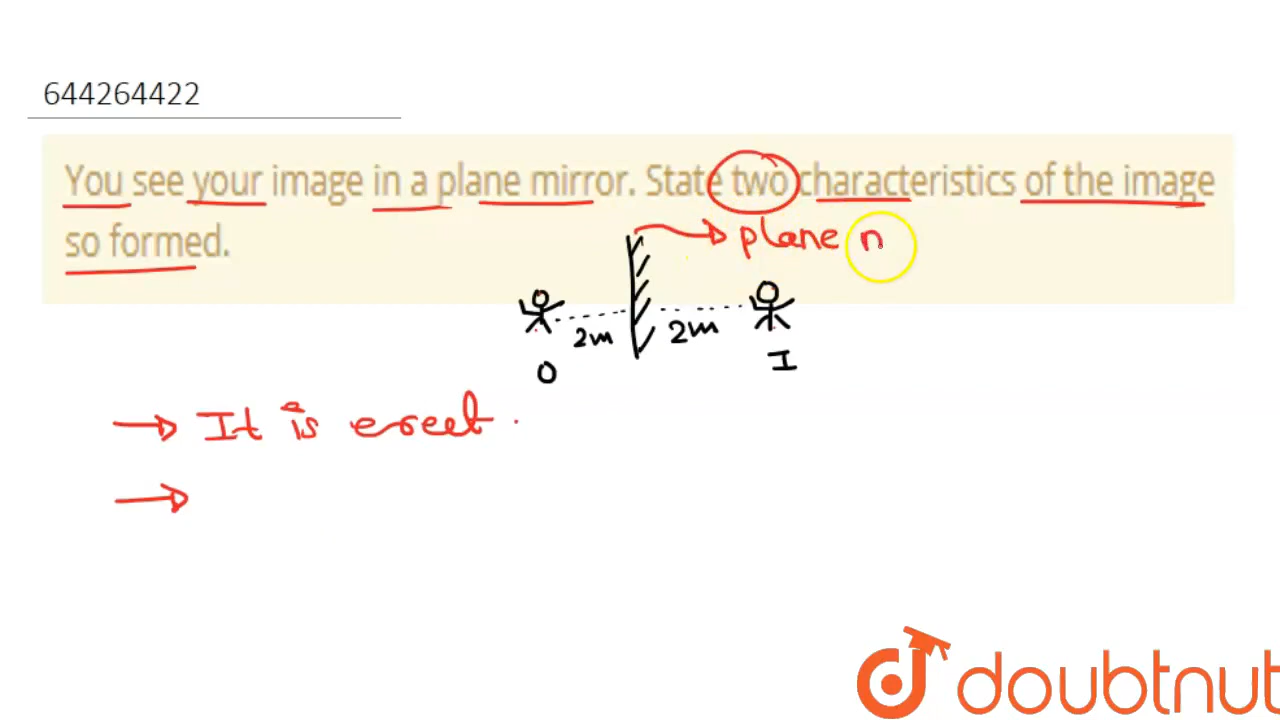 644264422
You see your image in a plane mirror. State two characteristics of the image
so formed.
plane n
2m 2m
O I
→ It is erect.
→
doubtnut